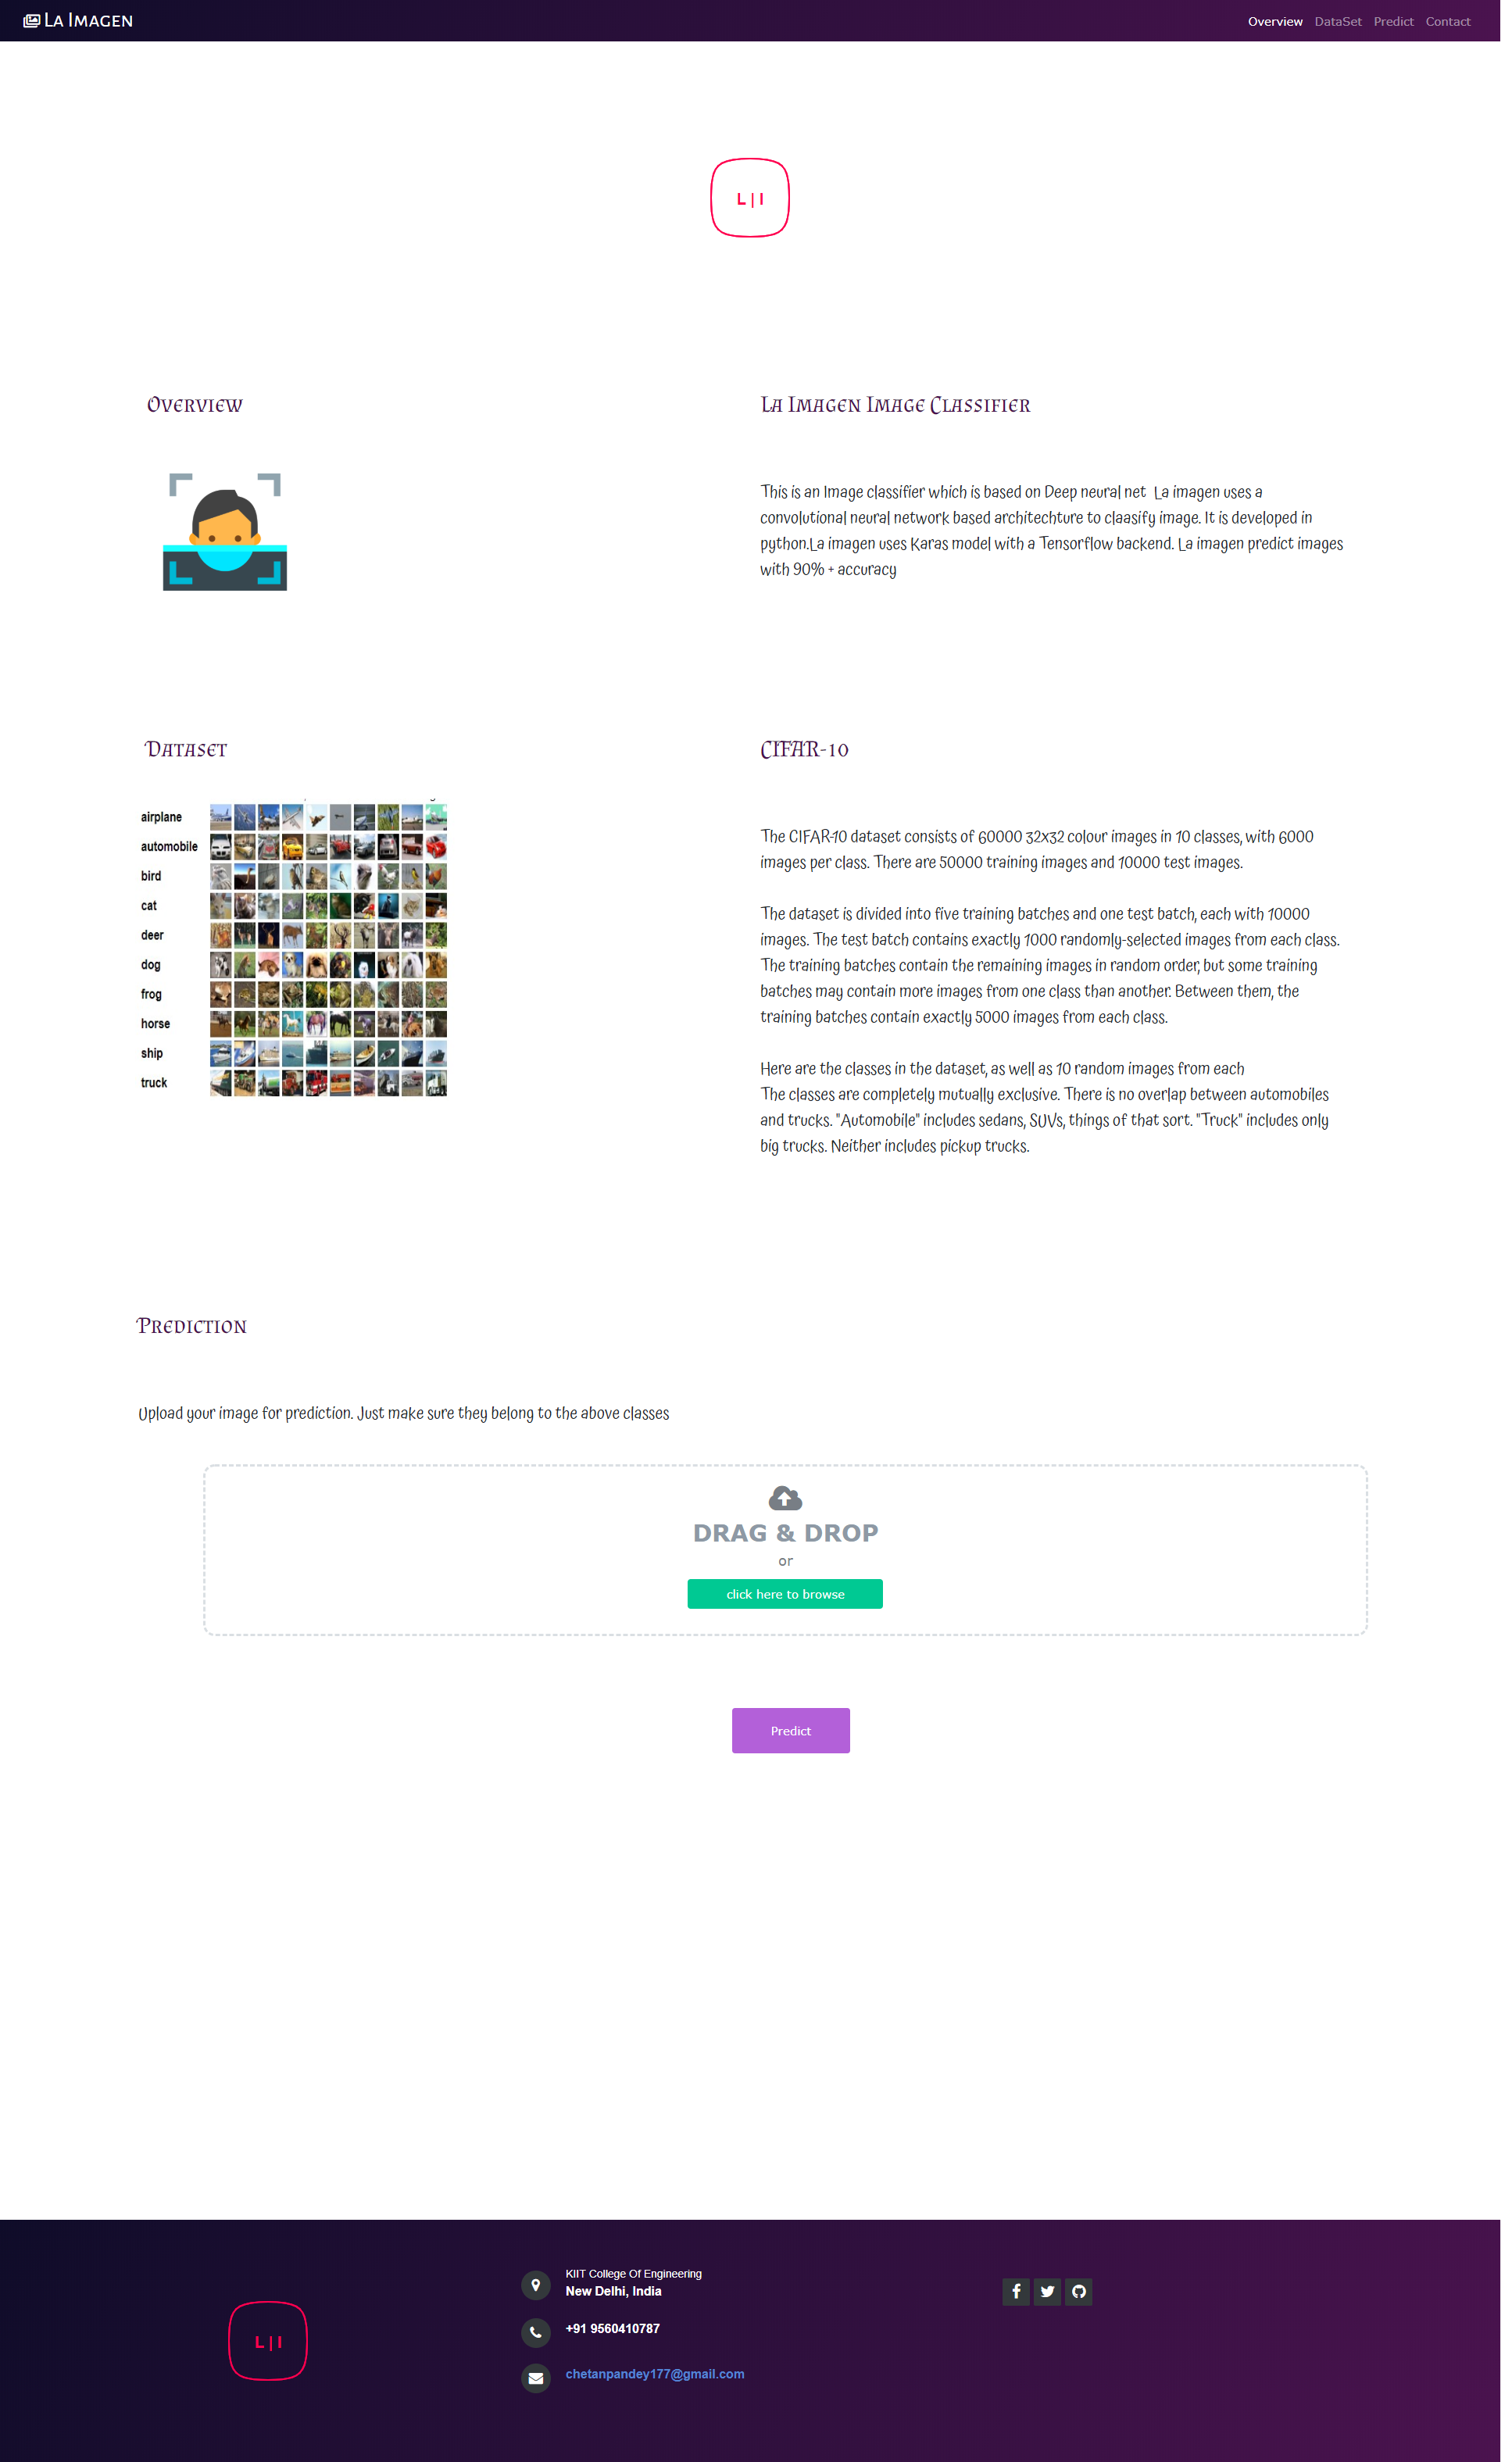 La Imagen
Overview DataSet Predict Contact
L | I
Overview
La Imagen Image Classifier
This is an Image classifier which is based on Deep neural net La imagen uses a
convolutional neural network based architechture to claasify image. It is developed in
python.La imagen uses Karas model with a Tensorflow backend. La imagen predict images
with 90% + accuracy
Dataset
CIFAR-10
airplane
automobile
bird
cat
deer
dog
frog
horse
ship
truck
The CIFAR-10 dataset consists of 60000 32x32 colour images in 10 classes, with 6000
images per class. There are 50000 training images and 10000 test images.
The dataset is divided into five training batches and one test batch, each with 10000
images. The test batch contains exactly 1000 randomly-selected images from each class.
The training batches contain the remaining images in random order, but some training
batches may contain more images from one class than another. Between them, the
training batches contain exactly 5000 images from each class.
Here are the classes in the dataset, as well as 10 random images from each
The classes are completely mutually exclusive. There is no overlap between automobiles
and trucks. "Automobile" includes sedans, SUVs, things of that sort. "Truck" includes only
big trucks. Neither includes pickup trucks.
Prediction
Upload your image for prediction. Just make sure they belong to the above classes
DRAG & DROP
or
click here to browse
Predict
L | I
KIIT College Of Engineering
New Delhi, India
+91 9560410787
chetanpandey177@gmail.com